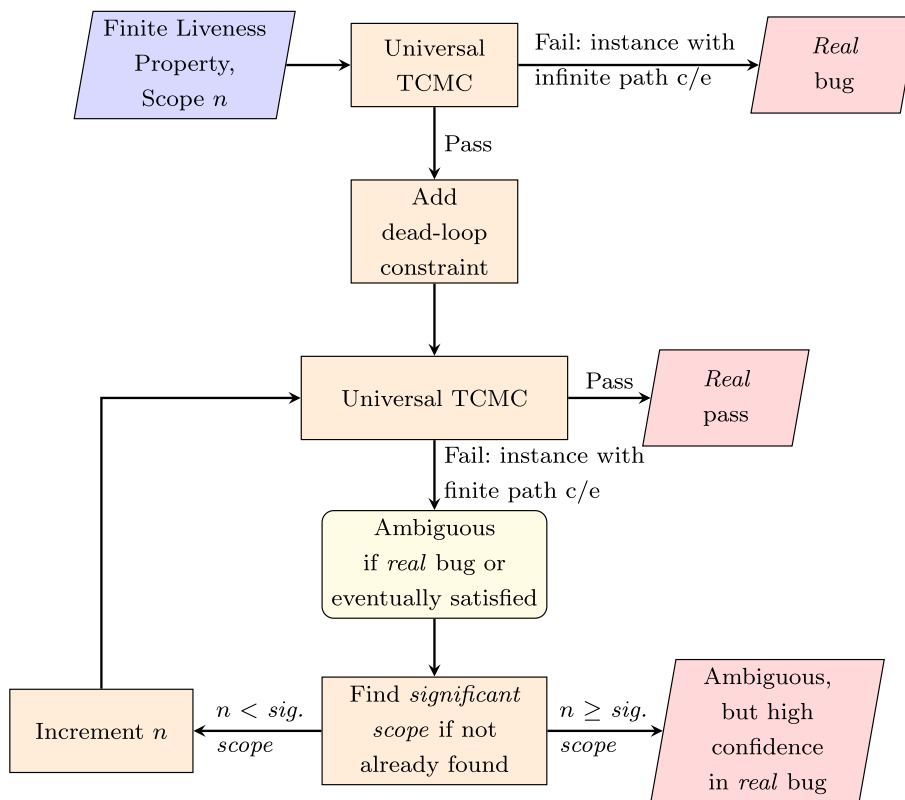 Finite Liveness
Property,
Scope n
Universal
TCMC
Fail: instance with
infinite path c/e
Real
bug
Pass
Add
dead-loop
constraint
Universal TCMC
Pass
Real
pass
Fail: instance with
finite path c/e
Ambiguous
if real bug or
eventually satisfied
Increment n
n < sig.
scope
Find significant
scope if not
already found
n ≥ sig.
scope
Ambiguous,
but high
confidence
in real bug